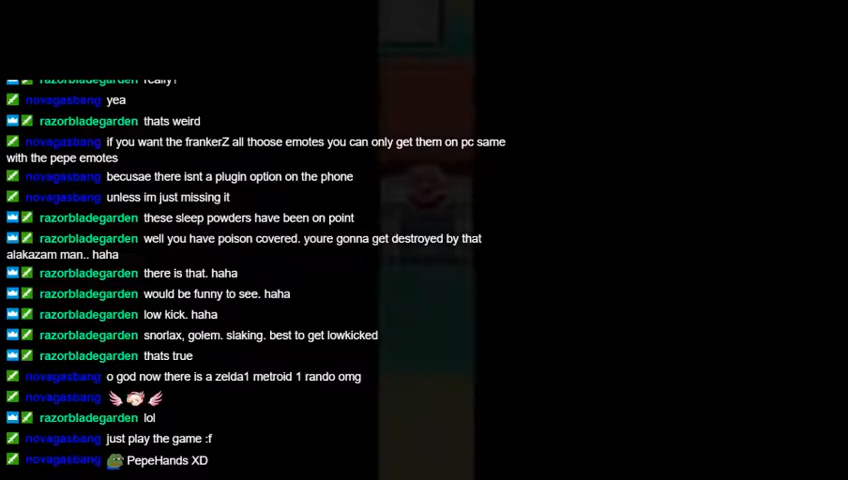 razorbladegarden really?
novagasbang yea
razorbladegarden thats weird
novagasbang if you want the frankerZ all thoose emotes you can only get them on pc same
with the pepe emotes
novagasbang becusae there isnt a plugin option on the phone
novagasbang unless im just missing it
razorbladegarden these sleep powders have been on point
razorbladegarden well you have poison covered. youre gonna get destroyed by that
alakazam man.. haha
razorbladegarden there is that. haha
razorbladegarden would be funny to see. haha
razorbladegarden low kick. haha
razorbladegarden snorlax, golem. slaking. best to get lowkicked
razorbladegarden thats true
novagasbang o god now there is a zelda1 metroid 1 rando omg
novagasbang
razorbladegarden lol
novagasbang just play the game :f
novagasbang PepeHands XD